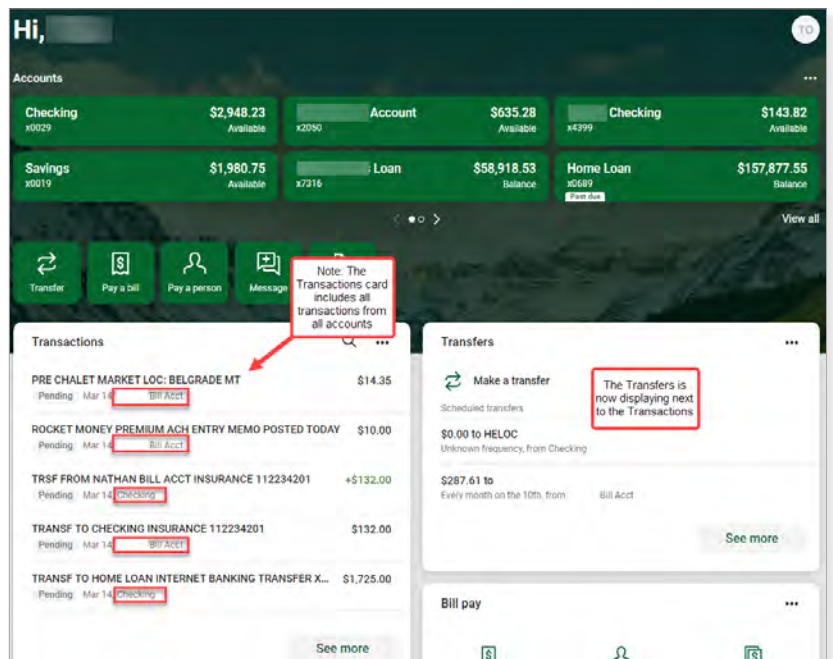 Hi,
TO
Accounts
Checking $2,948.23
x0029 Available
Account $635.28
x2050 Available
Checking $143.82
x4399 Available
Savings $1,980.75
x0019 Available
Loan $58,918.53
x7316 Balance
Home Loan $157,877.55
x0689 Balance
Past due
View all
Transfer
Pay a bill
Pay a person
Message
Note: The
Transactions card
includes all
transactions from
all accounts
Transactions
PRE CHALET MARKET LOC: BELGRADE MT $14.35
Pending Mar 14 Bill Acct
ROCKET MONEY PREMIUM ACH ENTRY MEMO POSTED TODAY $10.00
Pending Mar 14 Bill Acct
TRSF FROM NATHAN BILL ACCT INSURANCE 112234201 +$132.00
Pending Mar 14 Checking
TRANSF TO CHECKING INSURANCE 112234201 $132.00
Pending Mar 14 Bill Acct
TRANSF TO HOME LOAN INTERNET BANKING TRANSFER X... $1,725.00
Pending Mar 14 Checking
See more
Transfers
Make a transfer
The Transfers is
now displaying next
to the Transactions
Scheduled transfers
$0.00 to HELOC
Unknown frequency, from Checking
$287.61 to
Every month on the 10th, from Bill Acct
See more
Bill pay